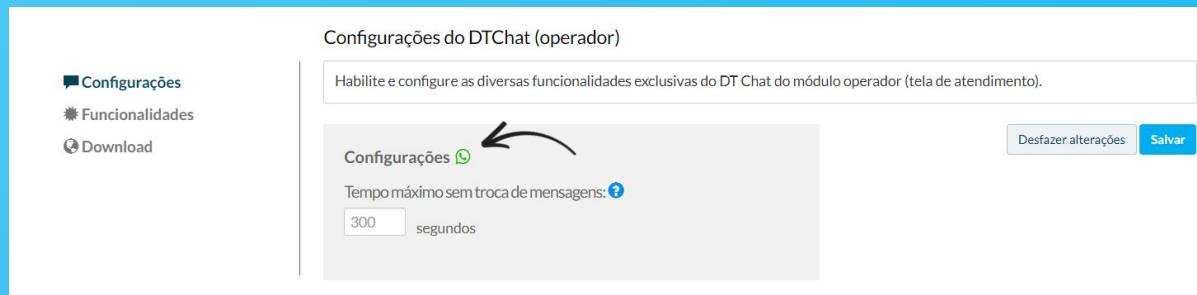 Configurações do DTChat (operador)
Configurações
Funcionalidades
Download
Habilite e configure as diversas funcionalidades exclusivas do DT Chat do módulo operador (tela de atendimento).
Desfazer alterações
Salvar
Configurações
Tempo máximo sem troca de mensagens: ?
300 segundos